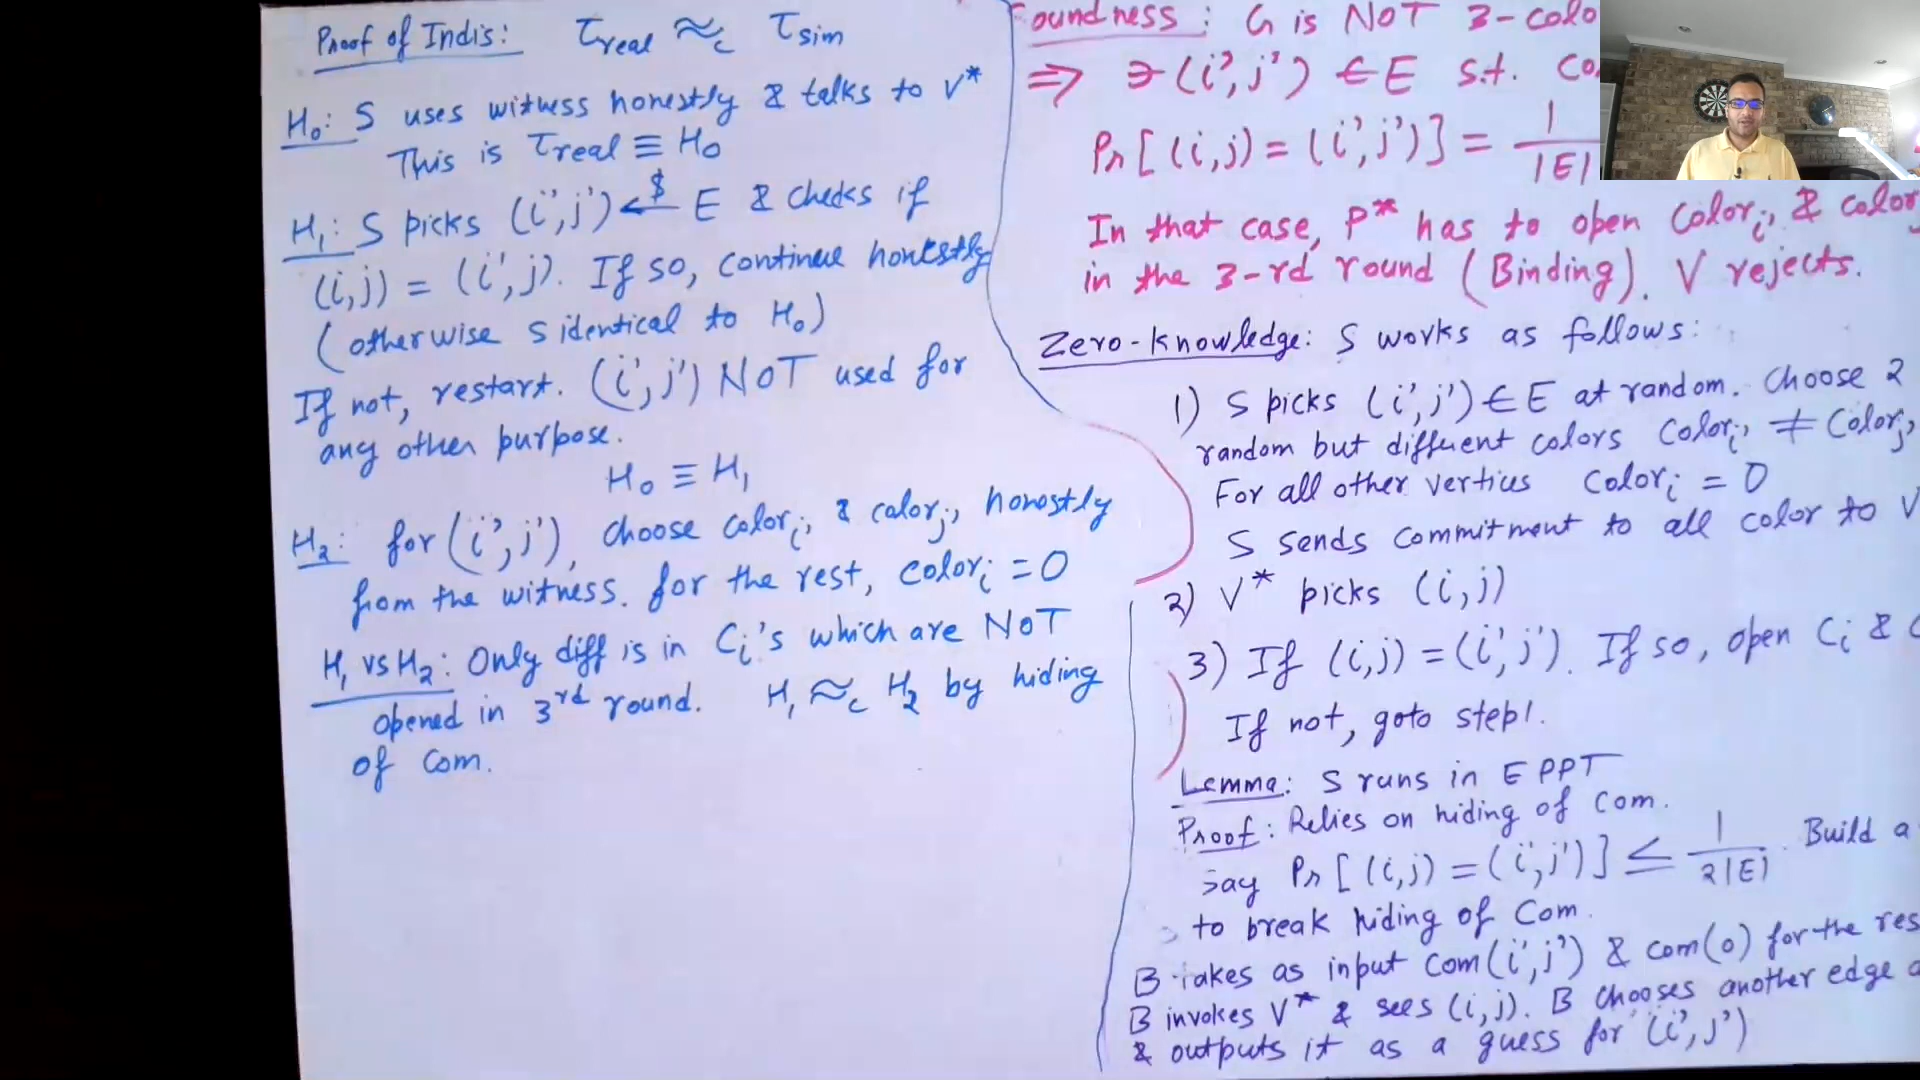 Proof of Indis: τreal ≈c τsim
H0: S uses witness honestly & talks to V*
This is τreal ≡ H0
H1: S picks (i', j') <-$ E & checks if
(i,j) = (i', j'). If so, continue honestly
(otherwise S identical to H0)
If not, restart. (i', j') NOT used for
any other purpose.
H0 ≡ H1
H2: for (i', j'), choose colori' & colorj' honostly
from the witness. for the rest, colori = 0
H1 vs H2: Only diff is in Ci's which are NOT
opened in 3rd round. H1 ≈c H2 by hiding
of Com.
oundness: G is NOT 3-colo
⇒ ∃ (i', j') ∈ E s.t. co
Pr[(i,j) = (i', j')] = 1/|E|
In that case, P* has to open colori' & color
in the 3-rd round (Binding). V rejects.
Zero-knowledge: S works as follows:
1) S picks (i', j') ∈ E at random. Choose 2
random but different colors Colori' ≠ Colorj'
For all other vertices colori = 0
S sends commitment to all color to V
2) V* picks (i,j)
3) If (i,j) = (i', j'). If so, open Ci &
If not, goto step 1.
Lemma: S runs in EPPT
Proof: Relies on hiding of Com.
Say Pr[(i,j) = (i', j')] ≤ 1/2|E|. Build a
to break hiding of Com.
B takes as input Com(i', j') & com(0) for the res
B invokes V* & sees (i,j). B chooses another edge
& outputs it as a guess for (i', j')